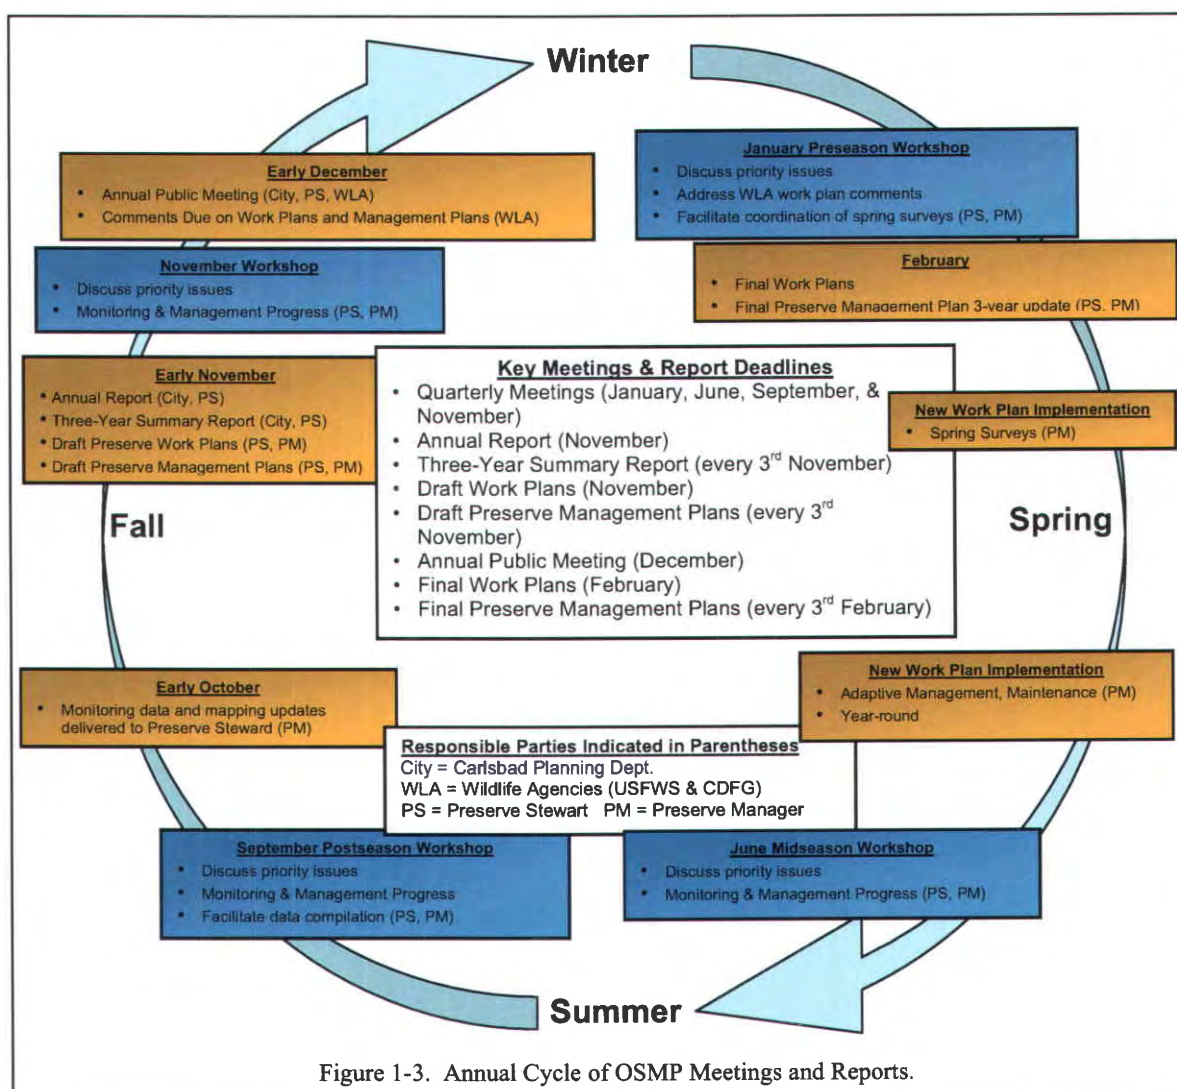 Winter
January Preseason Workshop
• Discuss priority issues
• Address WLA work plan comments
• Facilitate coordination of spring surveys (PS, PM)
February
• Final Work Plans
• Final Preserve Management Plan 3-year update (PS, PM)
New Work Plan Implementation
• Spring Surveys (PM)
Spring
New Work Plan Implementation
• Adaptive Management, Maintenance (PM)
• Year-round
June Midseason Workshop
• Discuss priority issues
• Monitoring & Management Progress (PS, PM)
Summer
September Postseason Workshop
• Discuss priority issues
• Monitoring & Management Progress
• Facilitate data compilation (PS, PM)
Early October
• Monitoring data and mapping updates
delivered to Preserve Steward (PM)
Fall
Early November
• Annual Report (City, PS)
• Three-Year Summary Report (City, PS)
• Draft Preserve Work Plans (PS, PM)
• Draft Preserve Management Plans (PS, PM)
November Workshop
• Discuss priority issues
• Monitoring & Management Progress (PS, PM)
Early December
• Annual Public Meeting (City, PS, WLA)
• Comments Due on Work Plans and Management Plans (WLA)
Key Meetings & Report Deadlines
• Quarterly Meetings (January, June, September, &
November)
• Annual Report (November)
• Three-Year Summary Report (every 3rd November)
• Draft Work Plans (November)
• Draft Preserve Management Plans (every 3rd
November)
• Annual Public Meeting (December)
• Final Work Plans (February)
• Final Preserve Management Plans (every 3rd February)
Responsible Parties Indicated in Parentheses
City = Carlsbad Planning Dept.
WLA = Wildlife Agencies (USFWS & CDFG)
PS = Preserve Stewart PM = Preserve Manager
Figure 1-3. Annual Cycle of OSMP Meetings and Reports.